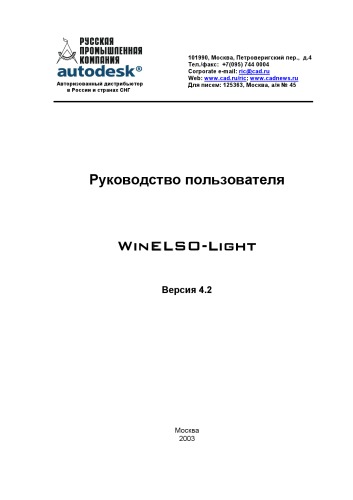 РУССКАЯ
ПРОМЫШЛЕННАЯ
КОМПАНИЯ
autodesk®
Авторизованный дистрибьютор
в России и странах СНГ
101990, Москва, Петроверигский пер., д.4
Тел./факс: +7(095) 744 0004
Corporate e-mail: ric@cad.ru
Web: www.cad.ru/ric; www.cadnews.ru
Для писем: 125363, Москва, а/я № 45
Руководство пользователя
WinELSO-Light
Версия 4.2
Москва
2003